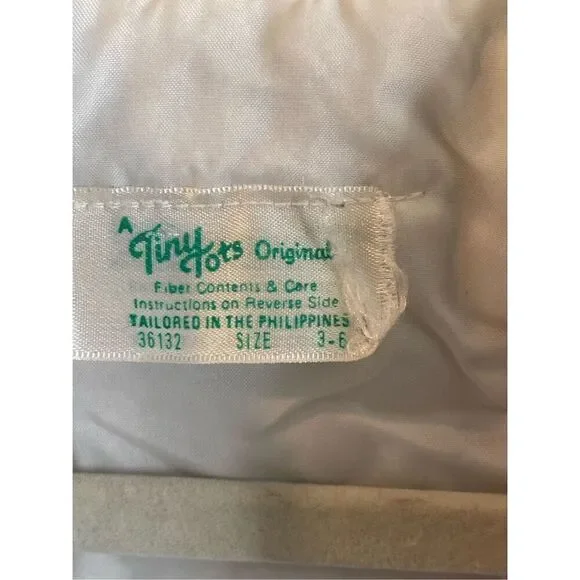 A Tiny Tots Original
Fiber Contents & Care
Instructions on Reverse Side
TAILORED IN THE PHILIPPINES
36132 SIZE 3-6